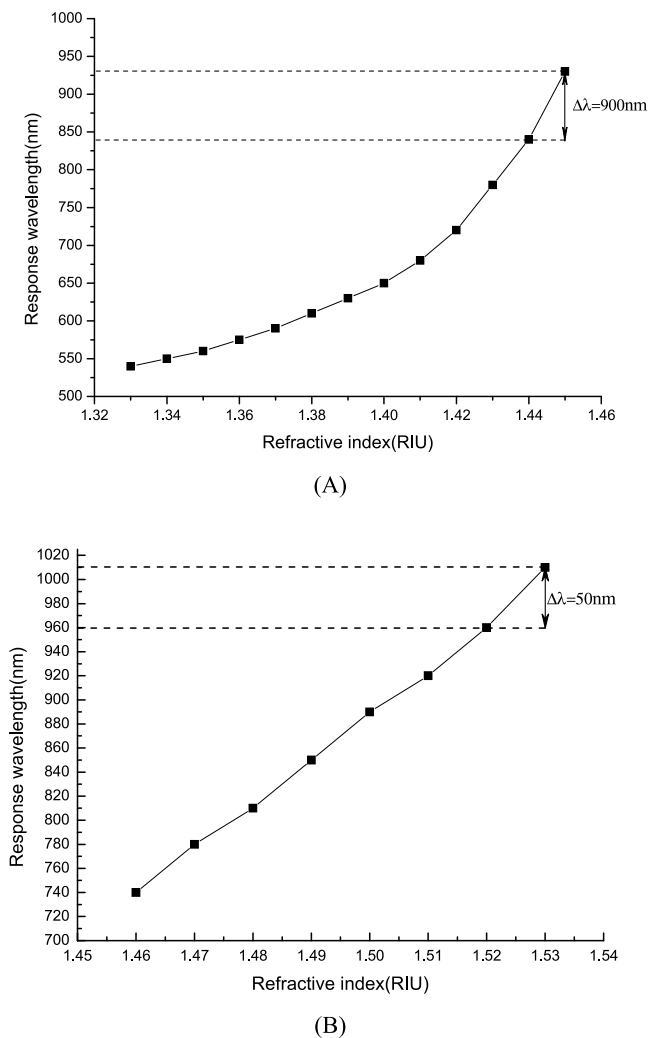 1000
950
900
850
800
750
700
650
600
550
500
Response wavelength(nm)
Δλ=900nm
1.32 1.34 1.36 1.38 1.40 1.42 1.44 1.46
Refractive index(RIU)
(A)
1020
1000
980
960
940
920
900
880
860
840
820
800
780
760
740
720
700
Response wavelength(nm)
Δλ=50nm
1.45 1.46 1.47 1.48 1.49 1.50 1.51 1.52 1.53 1.54
Refractive index(RIU)
(B)